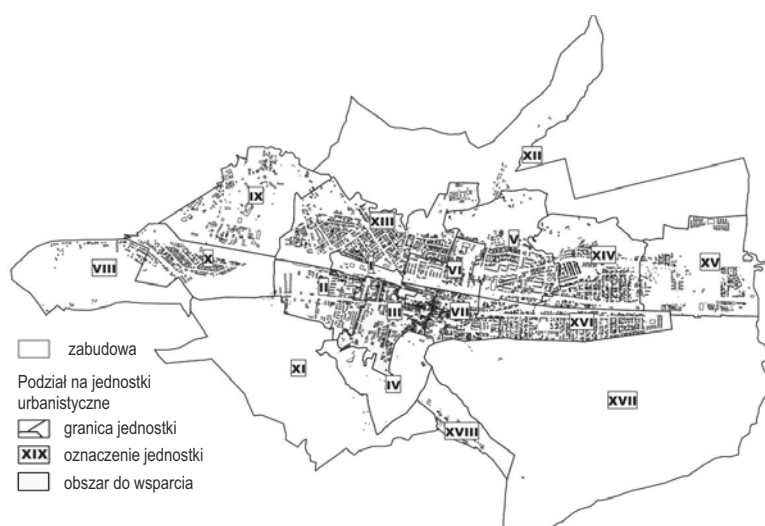 XII
IX
XIII
V
XIV
VIII
X
I
VI
XV
II
III
VII
XVI
zabudowa
XI
IV
XVII
Podział na jednostki
urbanistyczne
granica jednostki
XVIII
XIX oznaczenie jednostki
obszar do wsparcia